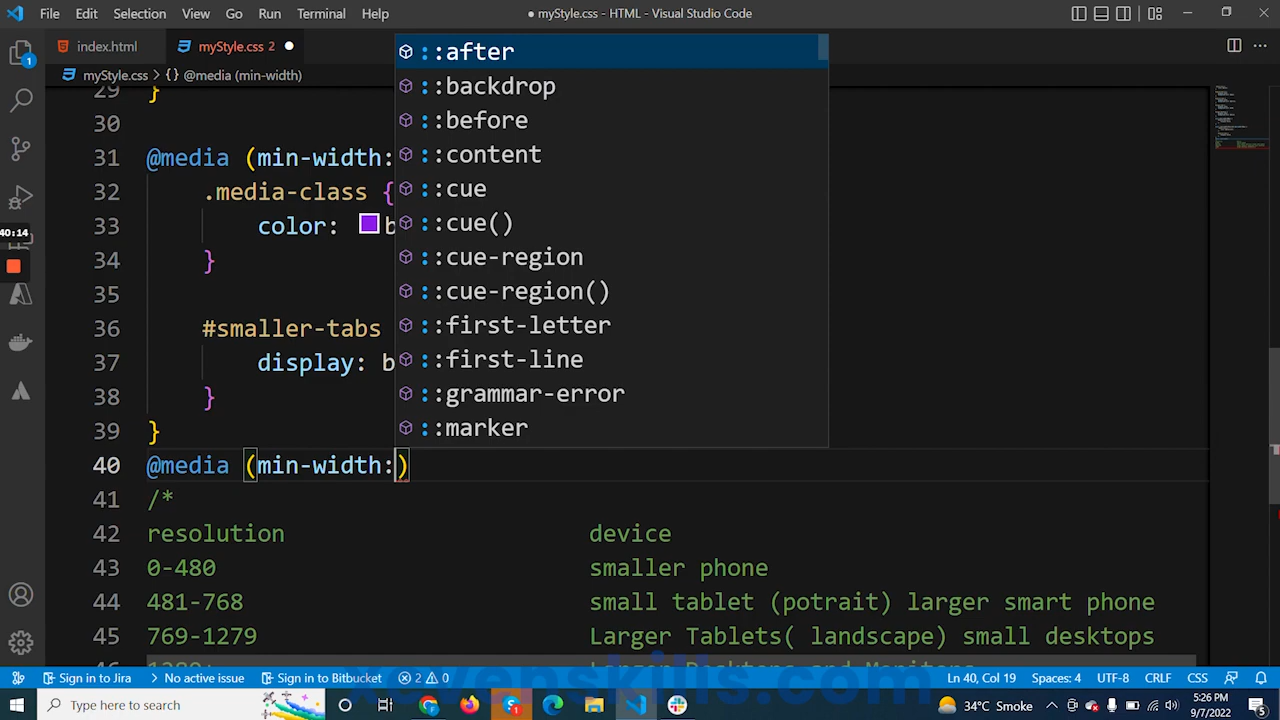 File Edit Selection View Go Run Terminal Help
myStyle.css - HTML - Visual Studio Code
index.html
myStyle.css 2
myStyle.css > {} @media (min-width)
::after
::backdrop
::before
::content
::cue
::cue()
::cue-region
::cue-region()
::first-letter
::first-line
::grammar-error
::marker
29 }
30
31 @media (min-width:
32 .media-class {
33 color: b
34 }
35
36 #smaller-tabs
37 display: b
38 }
39 }
40 @media (min-width:)
41 /*
42 resolution device
43 0-480 smaller phone
44 481-768 small tablet (potrait) larger smart phone
45 769-1279 Larger Tablets( landscape) small desktops
1
40:14
Sign in to Jira
No active issue
Sign in to Bitbucket
2 0
Ln 40, Col 19 Spaces: 4 UTF-8 CRLF CSS
Type here to search
34°C Smoke
5:26 PM
9/7/2022
5